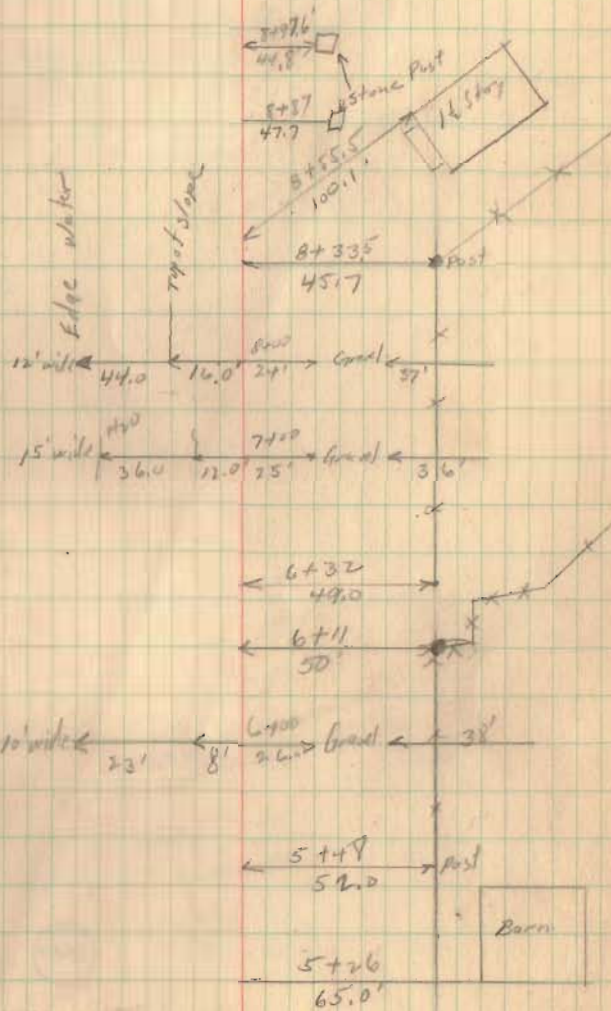 8+97.6'
44.8'
Stone Post
8+87
47.7
1½ Story
8+55.5
100.1'
Edge Water
Top of Slope
8+33.5 Post
45.7
12' wide 44.0 16.0' 8+00 24' Gravel 37'
15' wide 36.0 12.0' 7+00 25' Gravel 36'
6+32
49.0
6+11
50'
10' wide 23' 8' 6+00 26. Gravel 38'
5+48 Post
52.0
Barn
5+26
65.0'